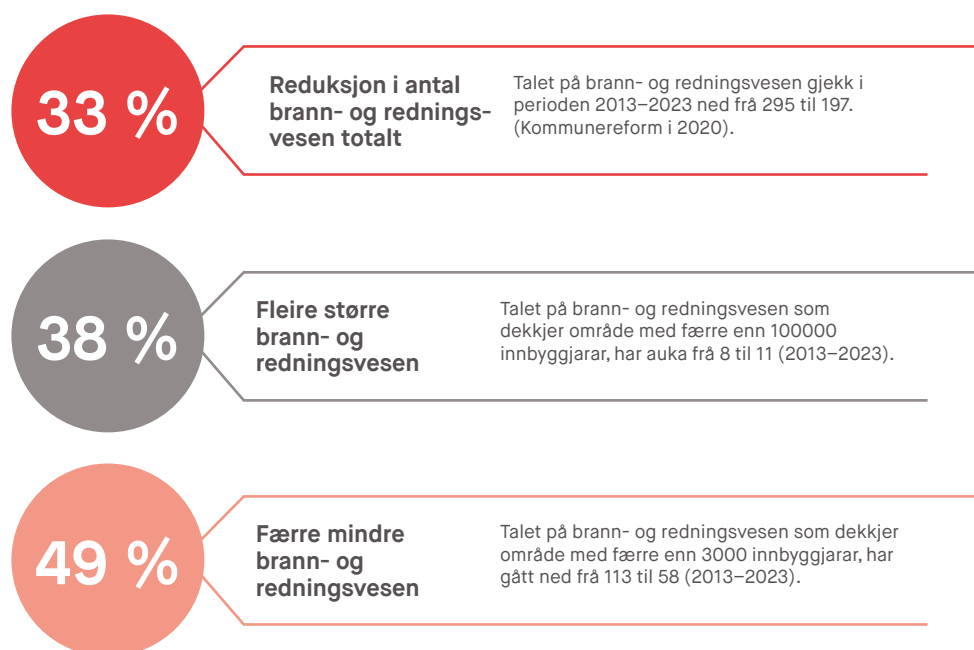 33 %
Reduksjon i antal
brann- og rednings-
vesen totalt
Talet på brann- og redningsvesen gjekk i
perioden 2013–2023 ned frå 295 til 197.
(Kommunereform i 2020).
38 %
Fleire større
brann- og
redningsvesen
Talet på brann- og redningsvesen som
dekkjer område med færre enn 100000
innbyggjarar, har auka frå 8 til 11 (2013–2023).
49 %
Færre mindre
brann- og
redningsvesen
Talet på brann- og redningsvesen som dekkjer
område med færre enn 3000 innbyggjarar, har
gått ned frå 113 til 58 (2013–2023).